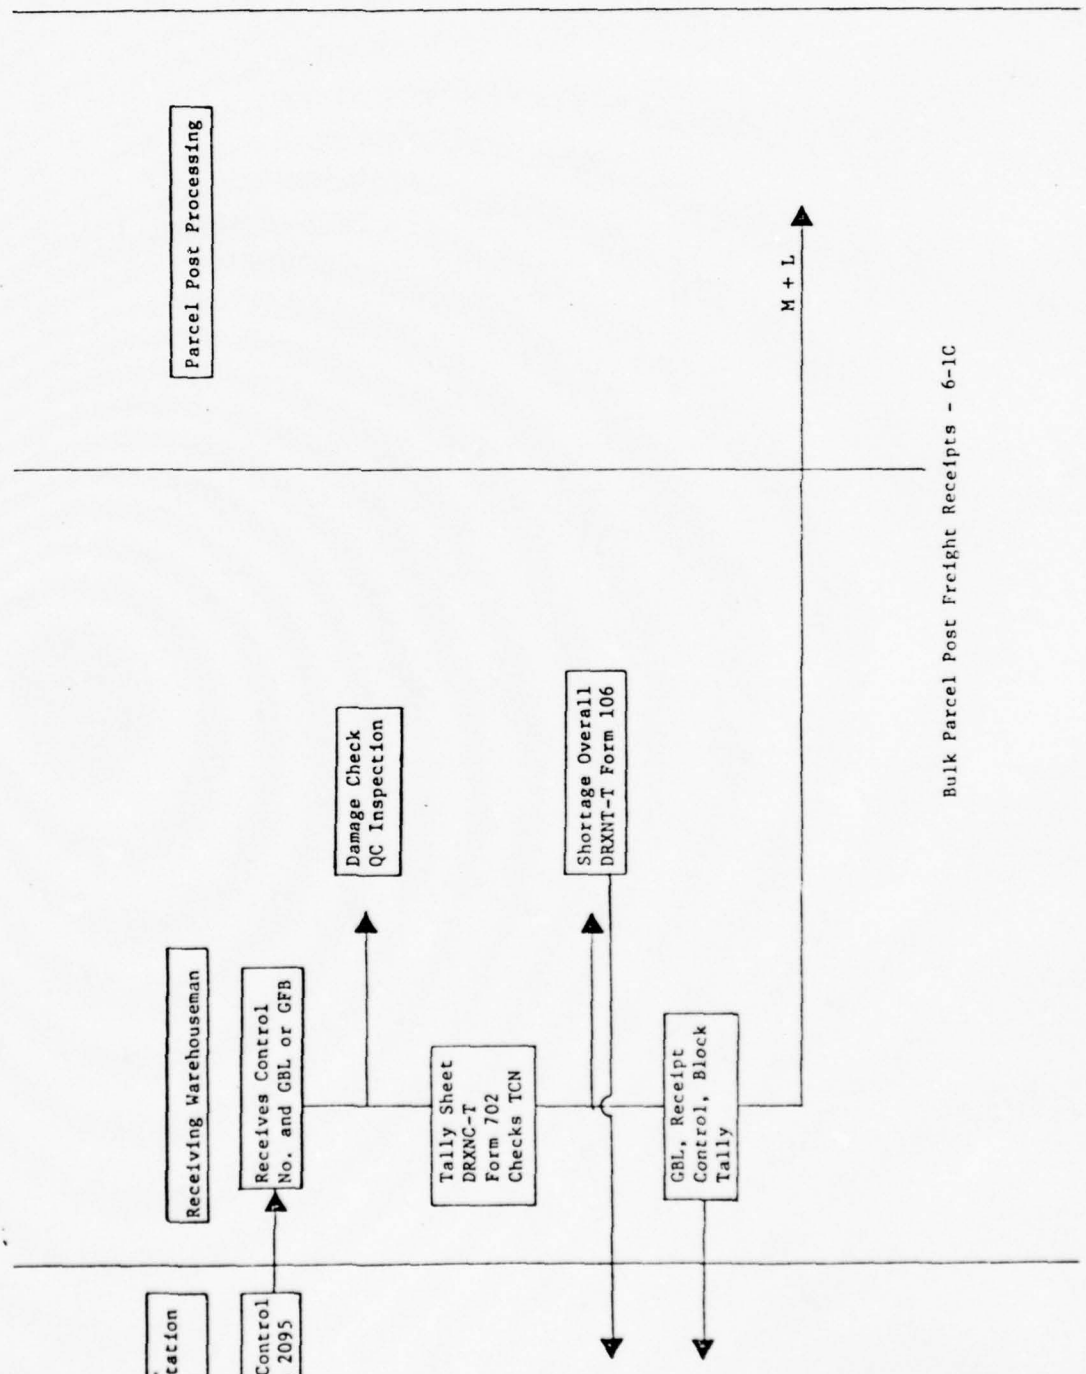 tation
Receiving Warehouseman
Parcel Post Processing
Control
2095
Receives Control
No. and GBL or GFB
Damage Check
QC Inspection
Tally Sheet
DRXNC-T
Form 702
Checks TCN
Shortage Overall
DRXNT-T Form 106
GBL, Receipt
Control, Block
Tally
M + L
Bulk Parcel Post Freight Receipts - 6-1C